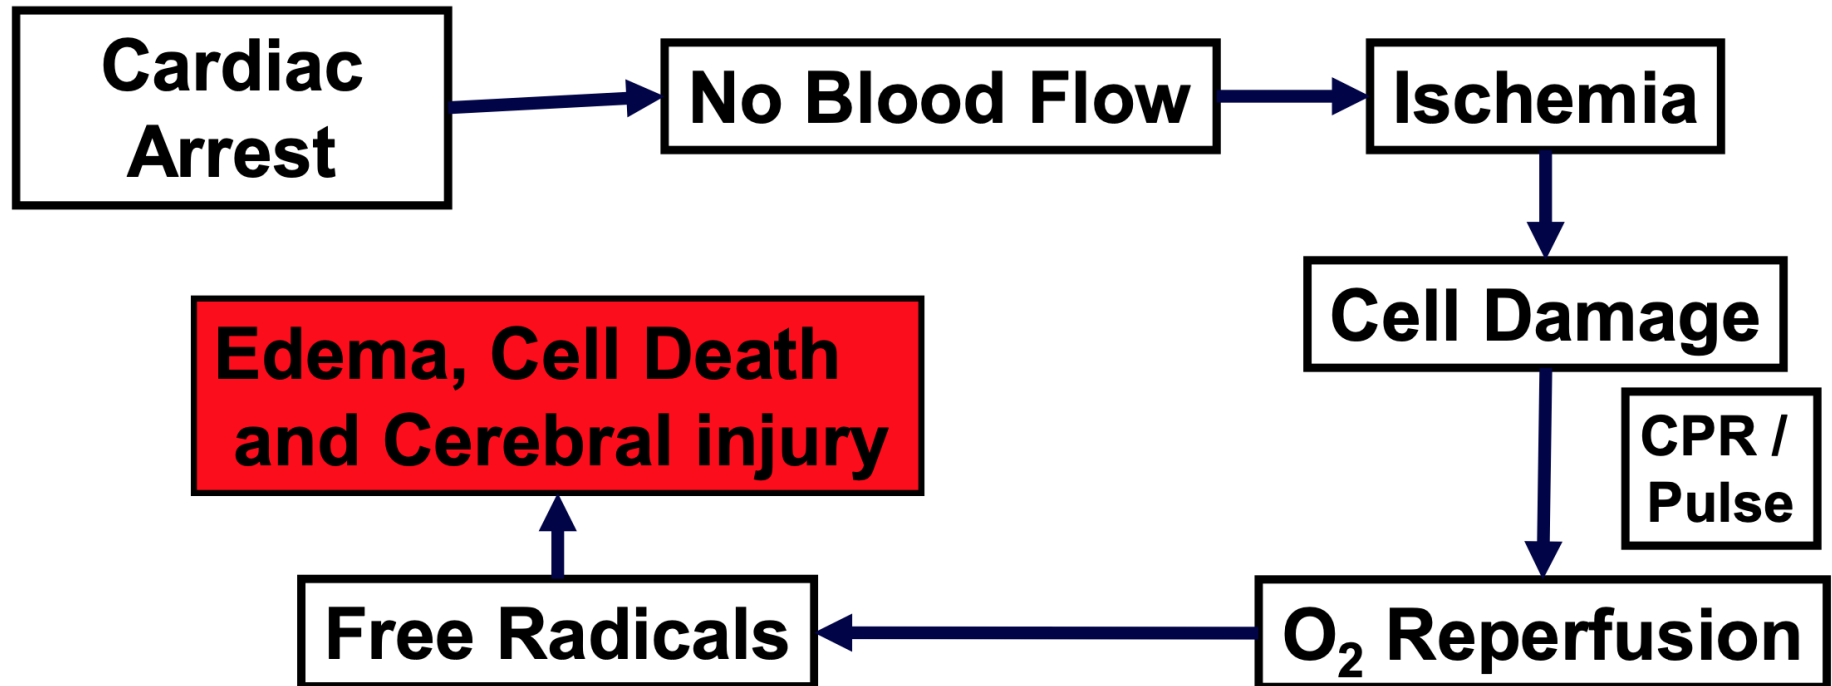 Cardiac
Arrest
No Blood Flow
Ischemia
Cell Damage
CPR /
Pulse
O₂ Reperfusion
Free Radicals
Edema, Cell Death
and Cerebral injury